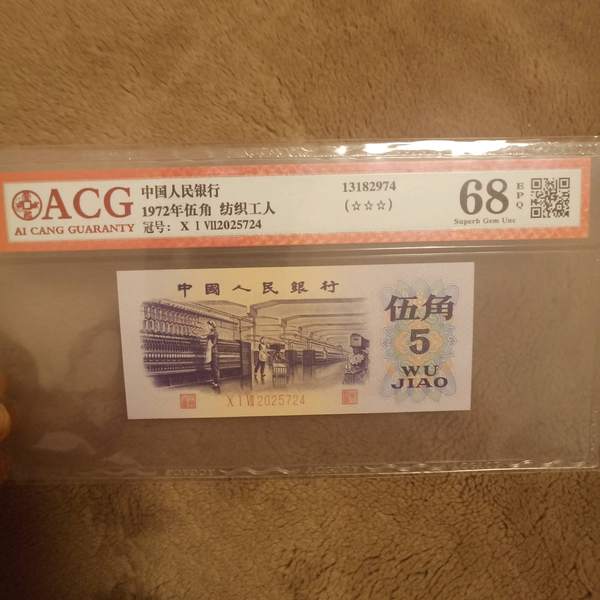 ACG
AI CANG GUARANTY
中国人民银行
1972年伍角 纺织工人
冠号: X I Ⅶ2025724
13182974
(☆☆☆)
68
EPQ
Superb Gem Unc
中國人民銀行
伍角
5
WU
JIAO
X I Ⅶ 2025724